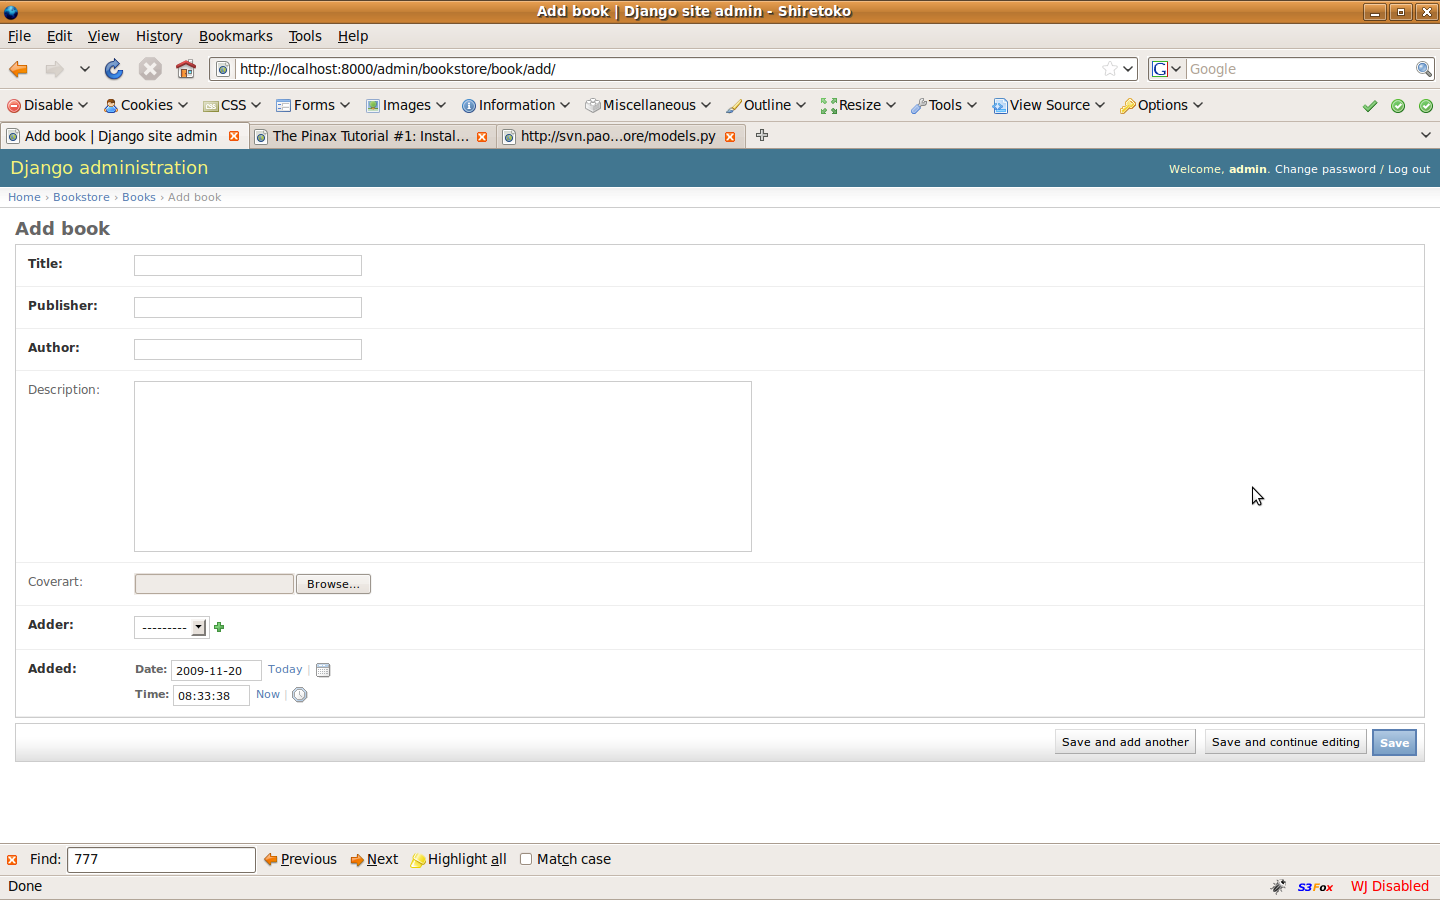 Add book | Django site admin - Shiretoko
File Edit View History Bookmarks Tools Help
http://localhost:8000/admin/bookstore/book/add/ G Google
Disable Cookies CSS Forms Images Information Miscellaneous Outline Resize Tools View Source Options
Add book | Django site admin The Pinax Tutorial #1: Instal... http://svn.pao...ore/models.py
Django administration Welcome, admin. Change password / Log out
Home › Bookstore › Books › Add book
Add book
Title:
Publisher:
Author:
Description:
Coverart: Browse...
Adder: ---------
Added: Date: 2009-11-20 Today |
Time: 08:33:38 Now |
Save and add another Save and continue editing Save
Find: 777 Previous Next Highlight all Match case
Done S3Fox WJ Disabled